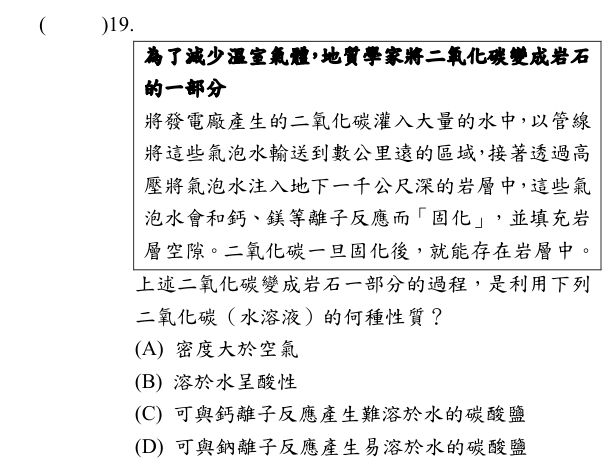 (　　)19.
為了減少溫室氣體，地質學家將二氧化碳變成岩石
的一部分
將發電廠產生的二氧化碳灌入大量的水中，以管線
將這些氣泡水輸送到數公里遠的區域，接著透過高
壓將氣泡水注入地下一千公尺深的岩層中，這些氣
泡水會和鈣、鎂等離子反應而「固化」，並填充岩
層空隙。二氧化碳一旦固化後，就能存在岩層中。
上述二氧化碳變成岩石一部分的過程，是利用下列
二氧化碳（水溶液）的何種性質？
(A) 密度大於空氣
(B) 溶於水呈酸性
(C) 可與鈣離子反應產生難溶於水的碳酸鹽
(D) 可與鈉離子反應產生易溶於水的碳酸鹽